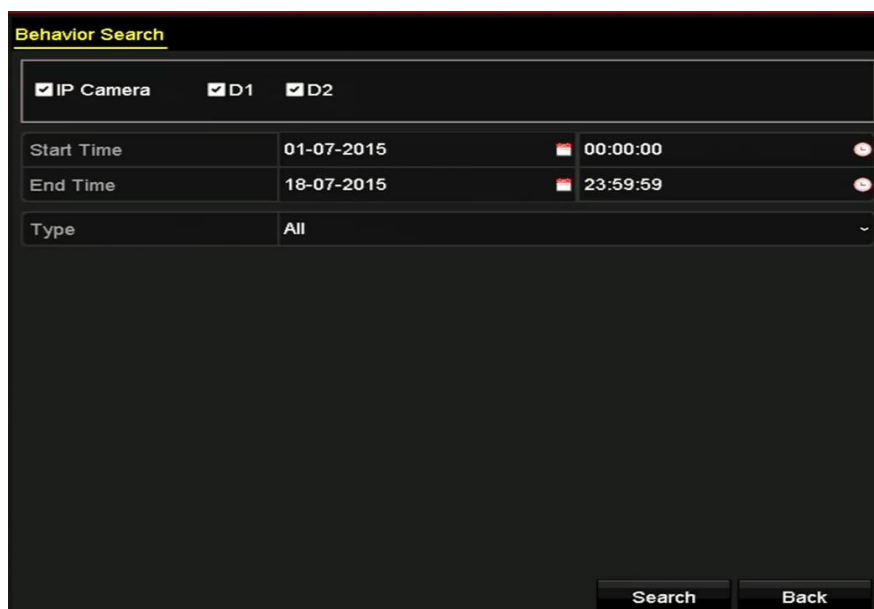 Behavior Search
IP Camera D1 D2
Start Time 01-07-2015 00:00:00
End Time 18-07-2015 23:59:59
Type All
Search Back